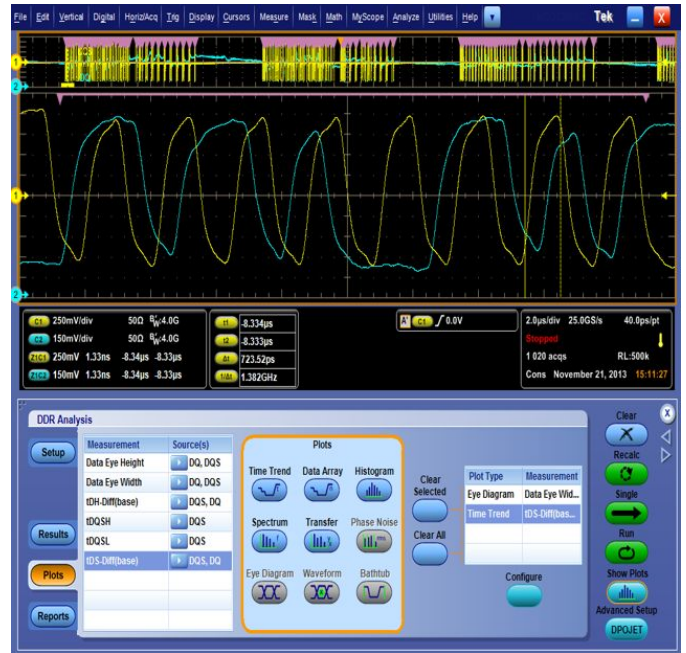 File Edit Vertical Digital Horiz/Acq Trig Display Cursors Measure Mask Math MyScope Analyze Utilities Help Tek X
1
2
1
2
C1 250mV/div 50Ω BW:4.0G
C2 150mV/div 50Ω BW:4.0G
Z1C1 250mV 1.33ns -8.34µs -8.33µs
Z1C2 150mV 1.33ns -8.34µs -8.33µs
t1 -8.334µs
t2 -8.333µs
Δt 723.52ps
1/Δt 1.382GHz
A' C1 0.0V
2.0µs/div 25.0GS/s 40.0ps/pt
Stopped
1 020 acqs RL:500k
Cons November 21, 2013 15:11:27
DDR Analysis
Setup
Results
Plots
Reports
Measurement Source(s)
Data Eye Height DQ, DQS
Data Eye Width DQ, DQS
tDH-Diff(base) DQS, DQ
tDQSH DQS
tDQSL DQS
tDS-Diff(base) DQS, DQ
Plots
Time Trend Data Array Histogram
Spectrum Transfer Phase Noise
Eye Diagram Waveform Bathtub
Clear
Selected
Clear All
Plot Type Measurement
Eye Diagram Data Eye Wid...
Time Trend tDS-Diff(bas...
Configure
Clear
X
Recalc
Single
Run
Show Plots
Advanced Setup
DPOJET